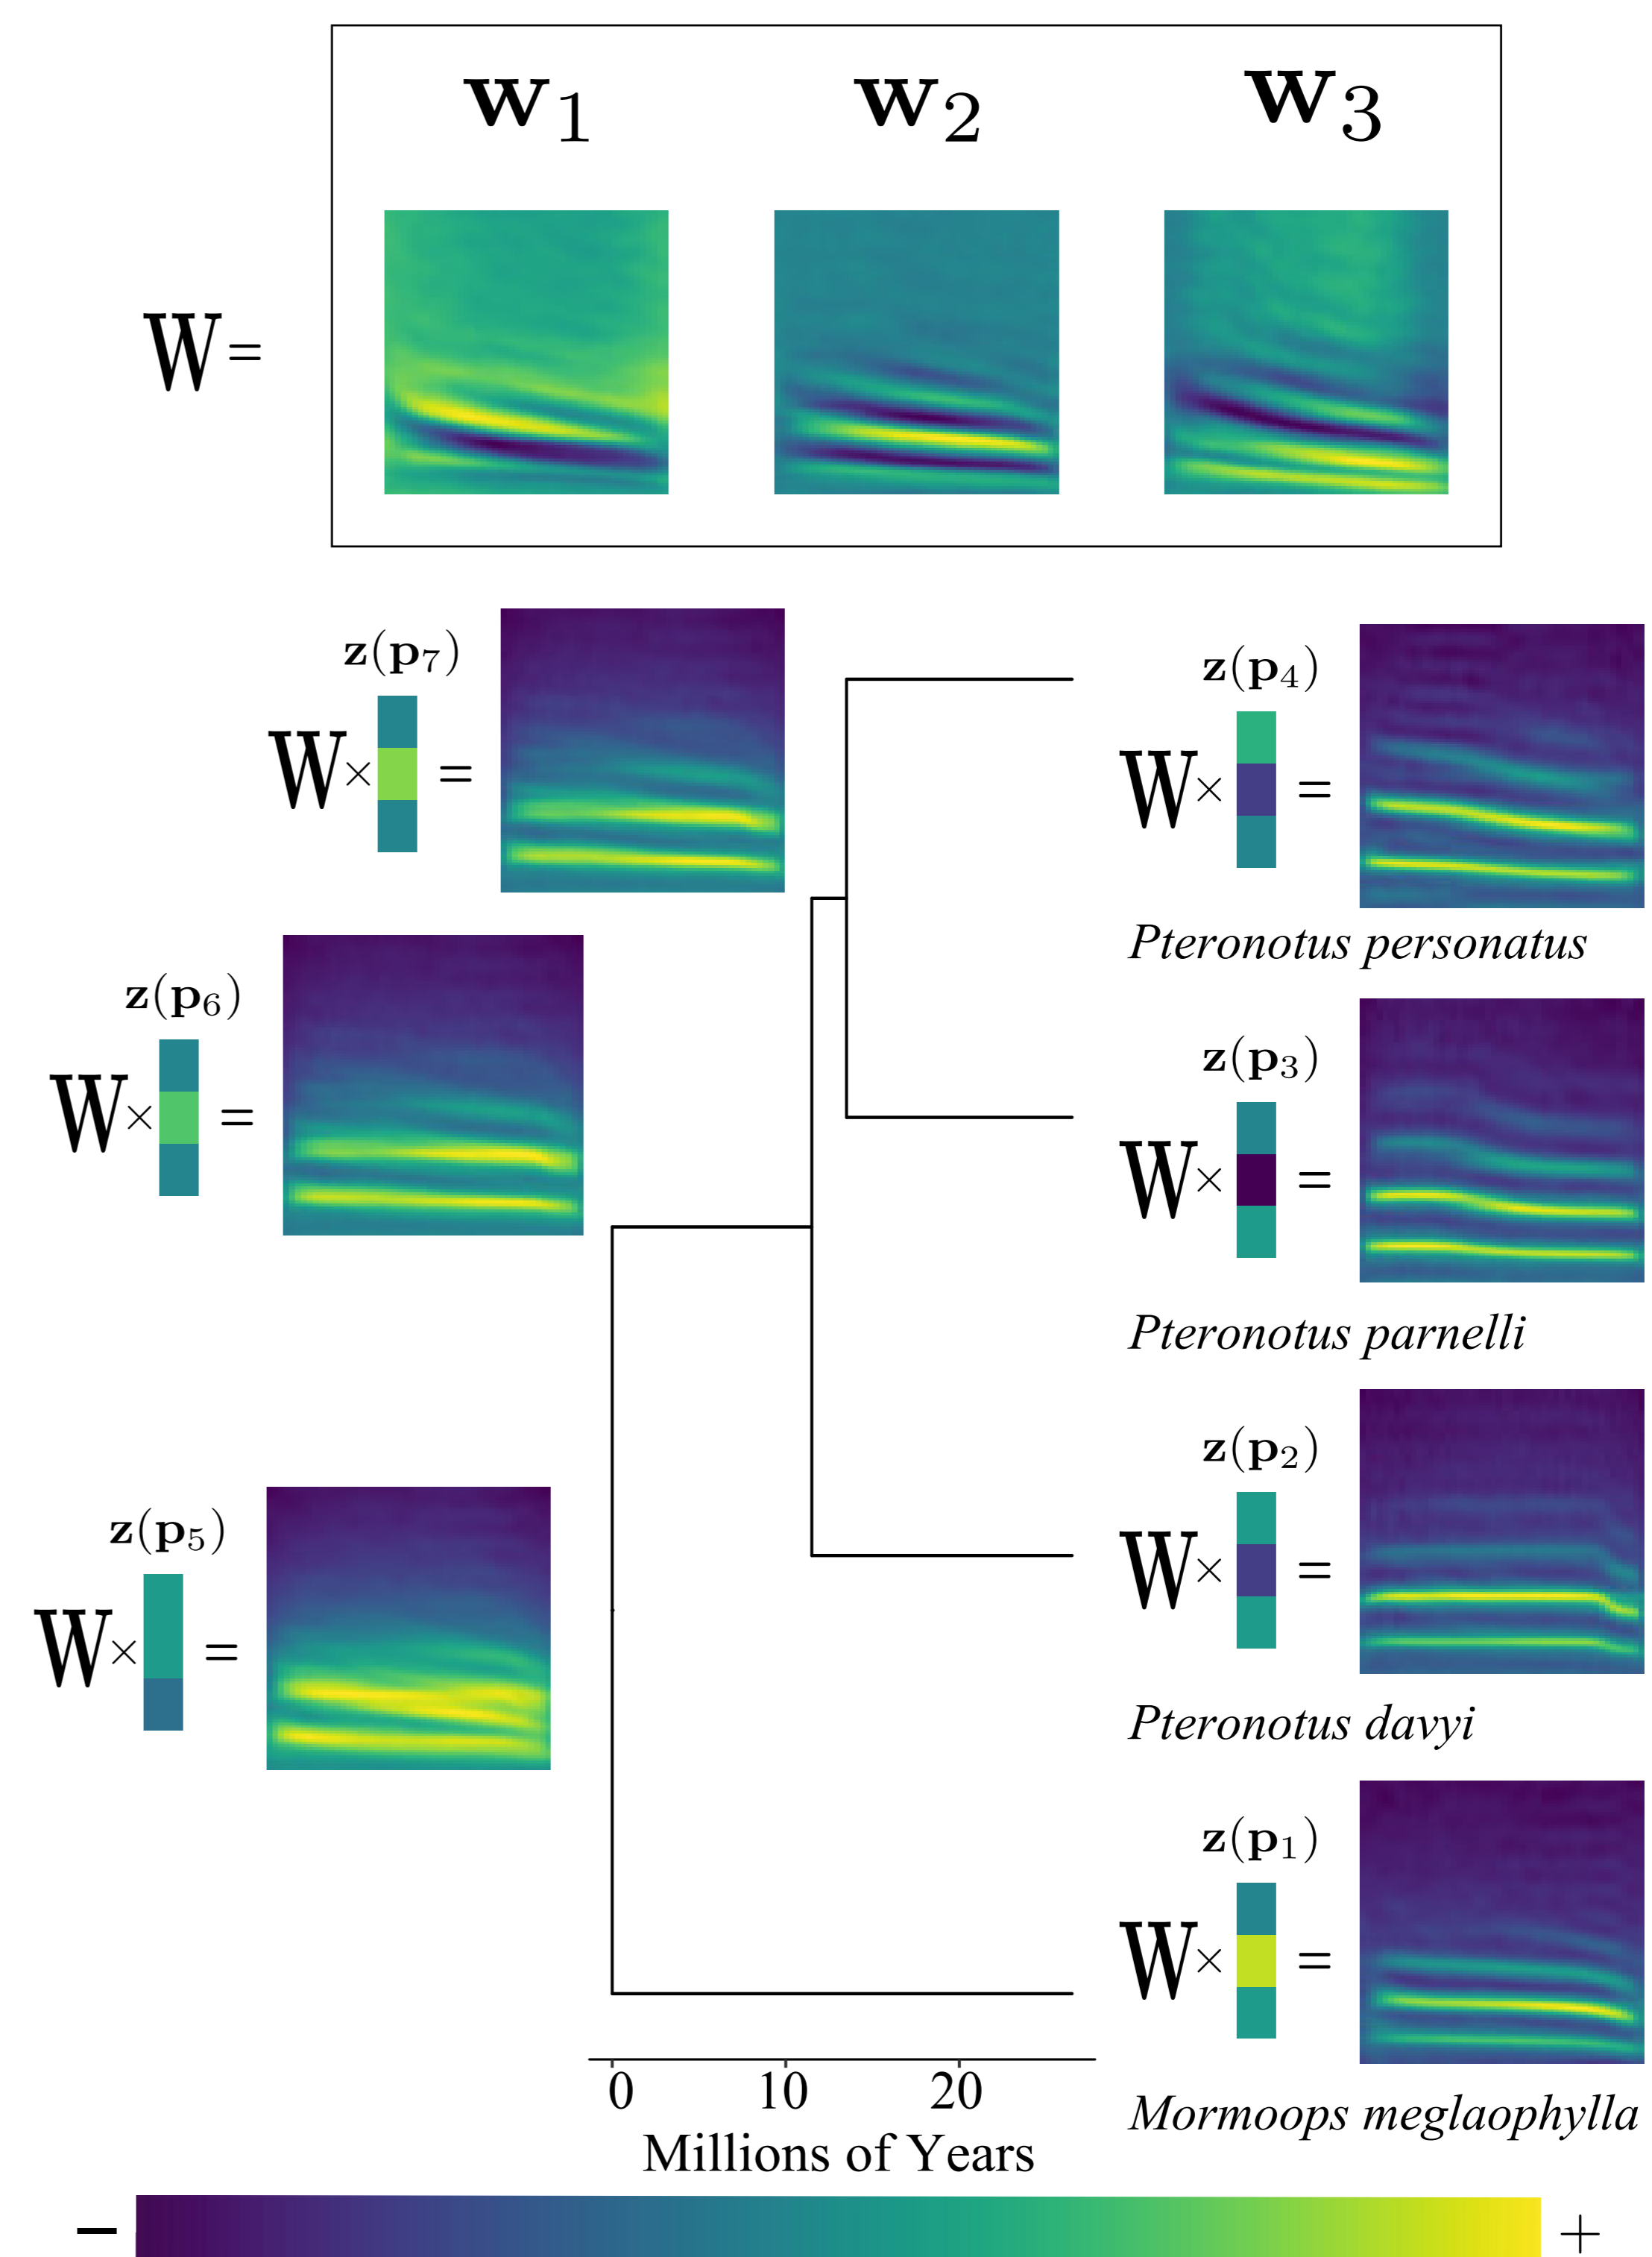 w₁ w₂ w₃
W=
z(p₇)
W× =
z(p₄)
W× =
Pteronotus personatus
z(p₆)
W× =
z(p₃)
W× =
Pteronotus parnelli
z(p₂)
W× =
Pteronotus davyi
z(p₅)
W× =
z(p₁)
W× =
Mormoops meglaophylla
0 10 20
Millions of Years
− +